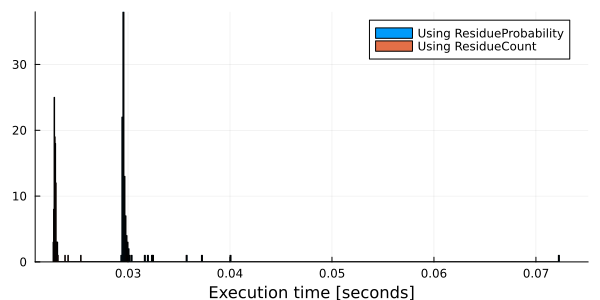 Using ResidueProbability
Using ResidueCount
30
20
10
0
0.03 0.04 0.05 0.06 0.07
Execution time [seconds]